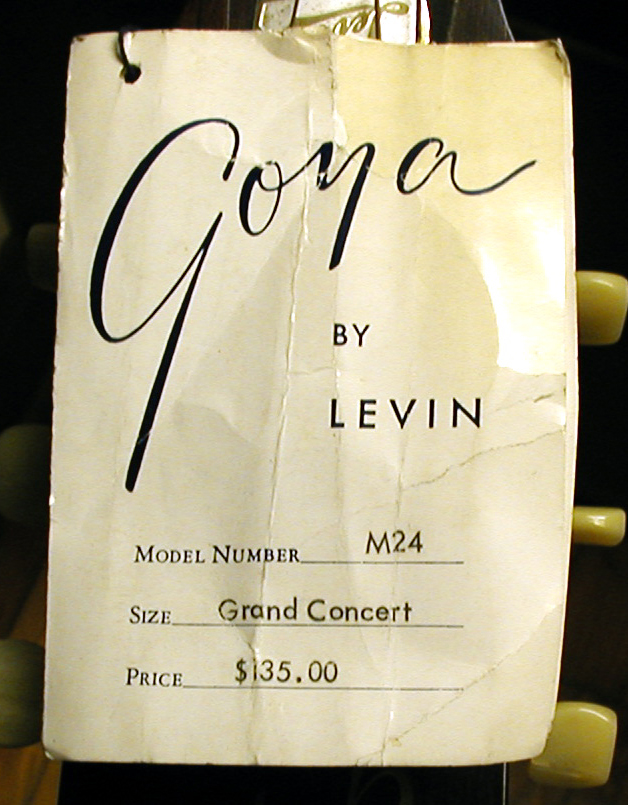 goya
BY
LEVIN
MODEL NUMBER M24
SIZE Grand Concert
PRICE $135.00